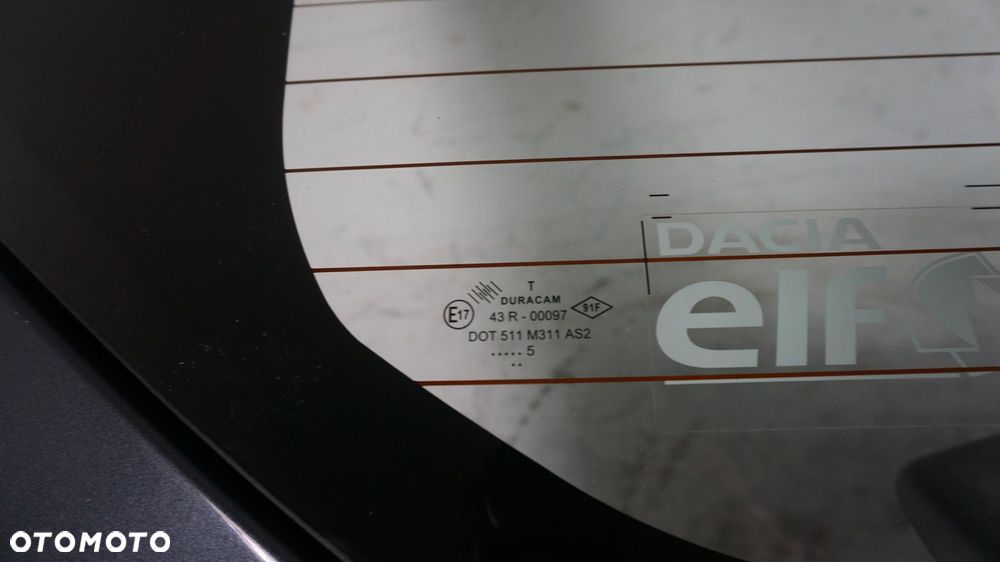 DACIA
elf
T
DURACAM
E17
43 R - 00097
91F
DOT 511 M311 AS2
..... 5
..
OTOMOTO